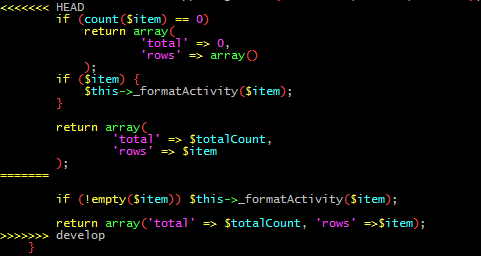 <<<<<<< HEAD
        if (count($item) == 0)
            return array(
                    'total' => 0,
                    'rows' => array()
            );
        if ($item) {
            $this->_formatActivity($item);
        }

        return array(
                'total' => $totalCount,
                'rows' => $item
        );
=======

        if (!empty($item)) $this->_formatActivity($item);

        return array('total' => $totalCount, 'rows' =>$item);
>>>>>>> develop
    }